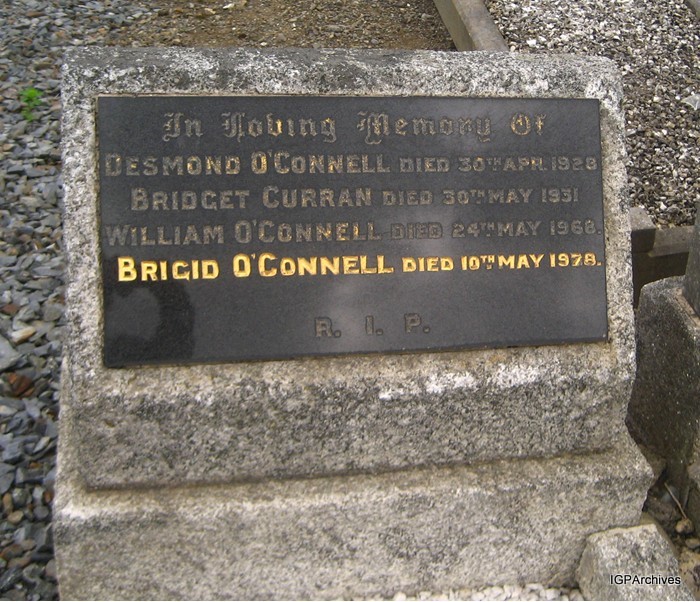 In Loving Memory Of
DESMOND O'CONNELL DIED 30TH APR. 1928
BRIDGET CURRAN DIED 30TH MAY 1931
WILLIAM O'CONNELL DIED 24TH MAY 1968.
BRIGID O'CONNELL DIED 10TH MAY 1978.
R. I. P.
IGPArchives